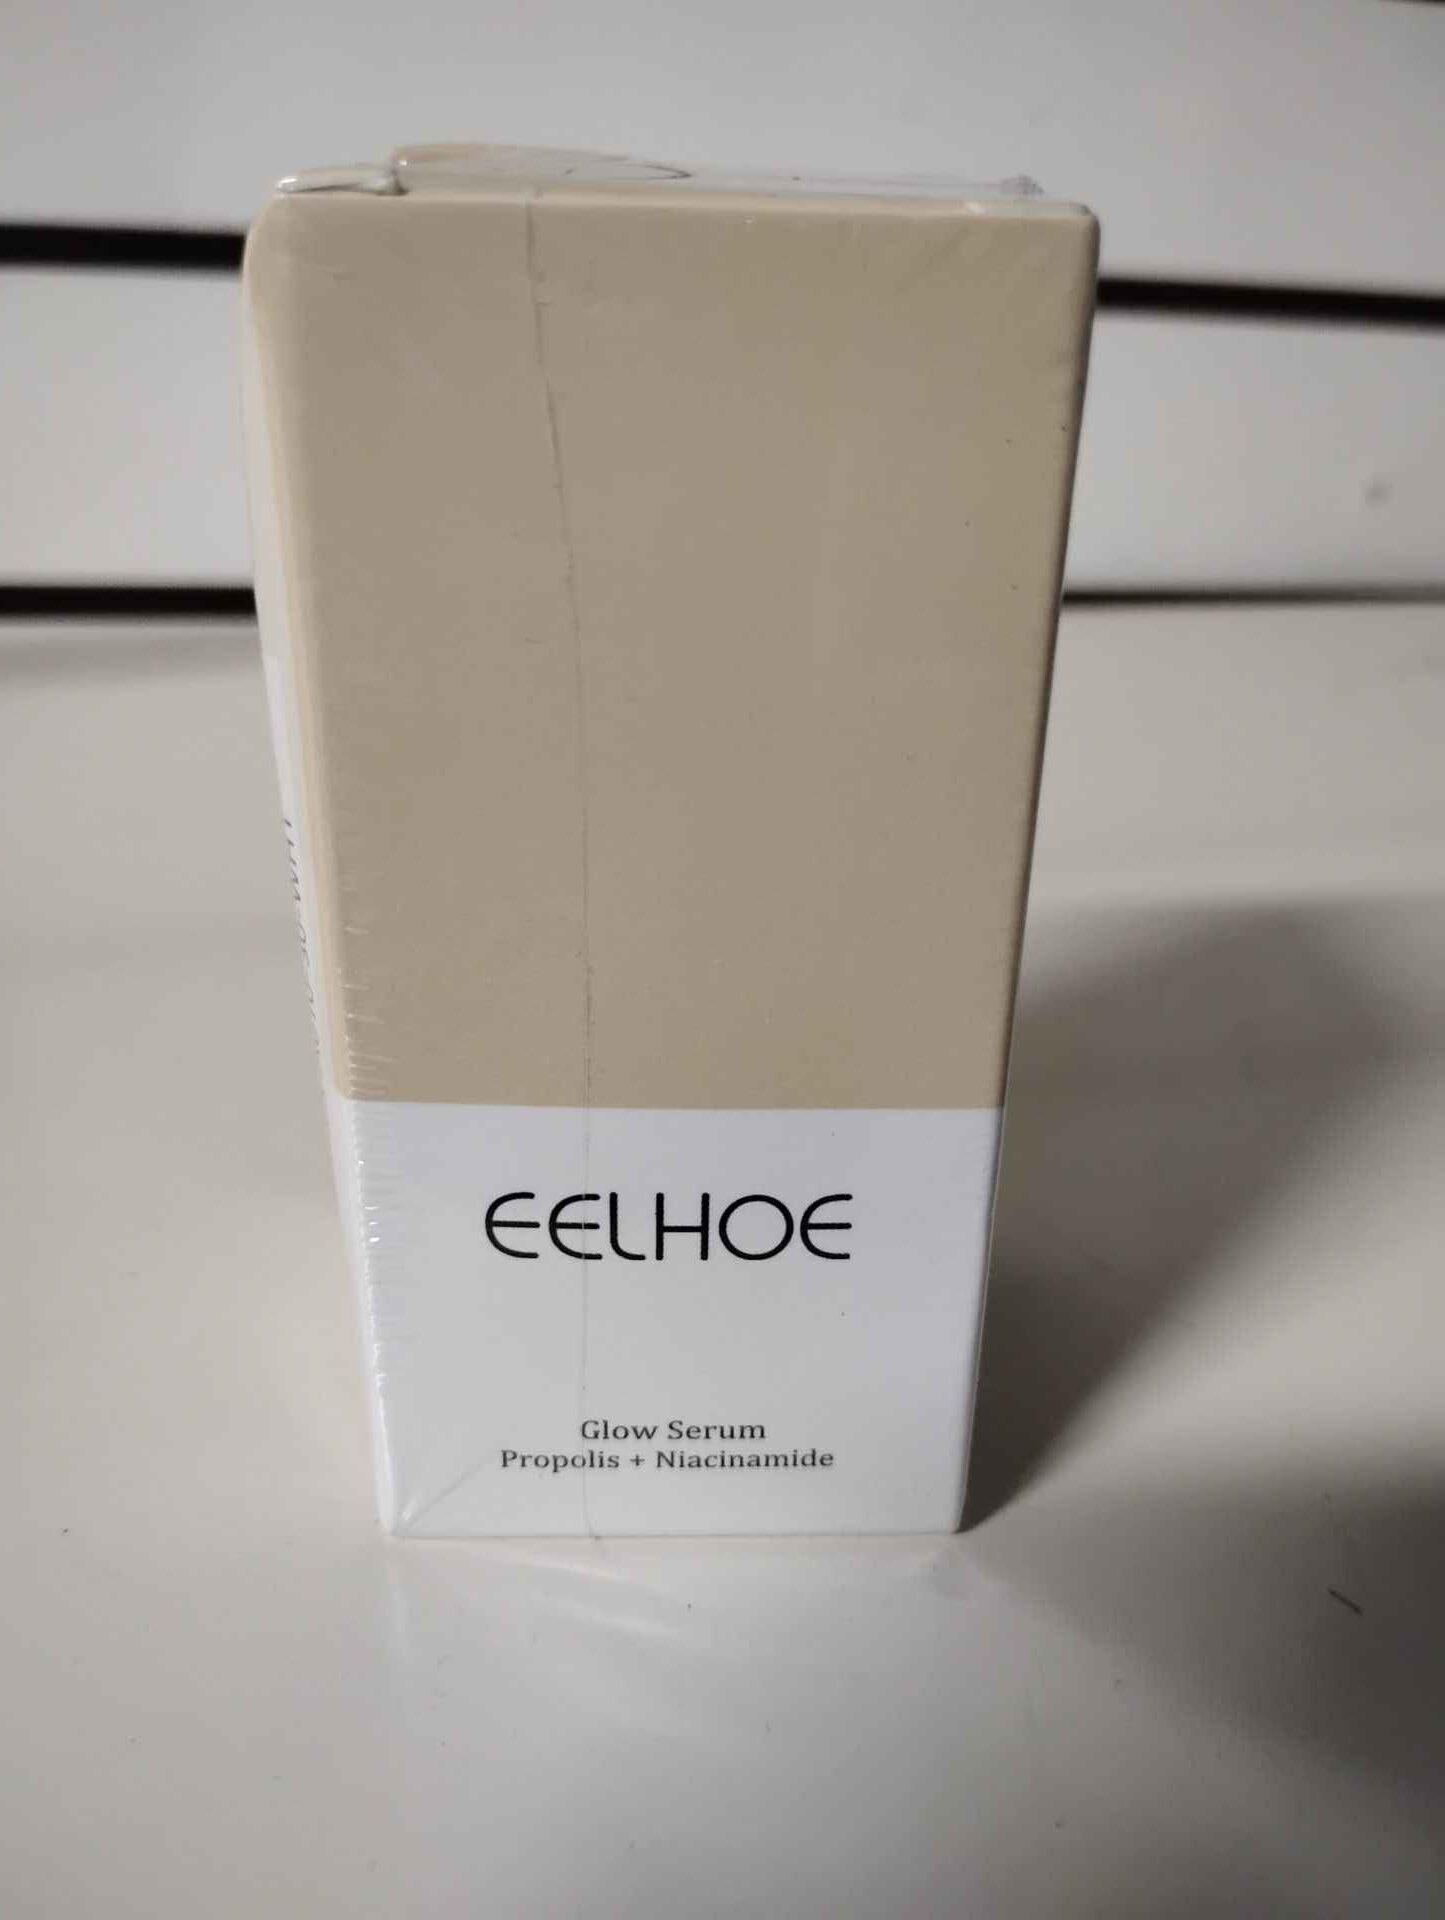 EELHOE
Glow Serum
Propolis + Niacinamide